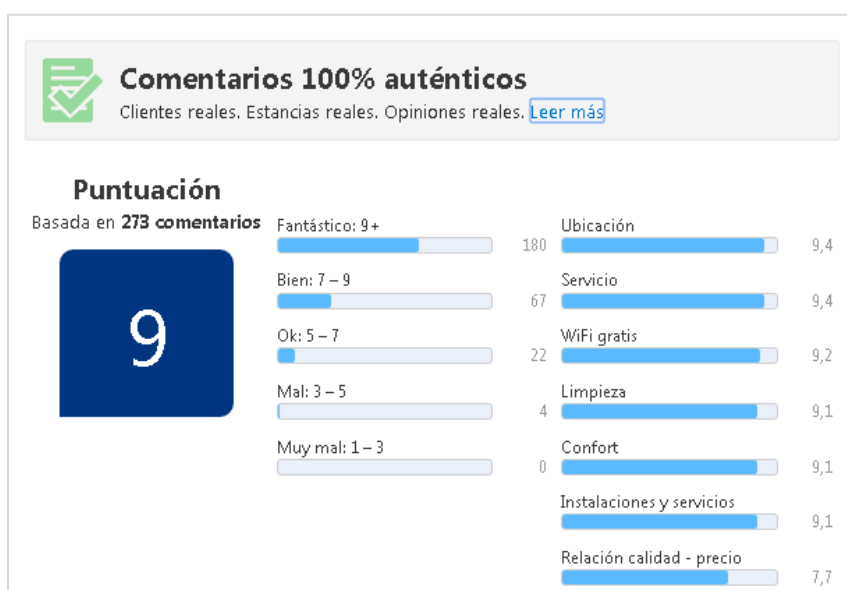 Comentarios 100% auténticos
Clientes reales. Estancias reales. Opiniones reales. Leer más
Puntuación
Basada en 273 comentarios
9
Fantástico: 9+
180
Bien: 7 – 9
67
Ok: 5 – 7
22
Mal: 3 – 5
4
Muy mal: 1 – 3
0
Ubicación
9,4
Servicio
9,4
WiFi gratis
9,2
Limpieza
9,1
Confort
9,1
Instalaciones y servicios
9,1
Relación calidad - precio
7,7